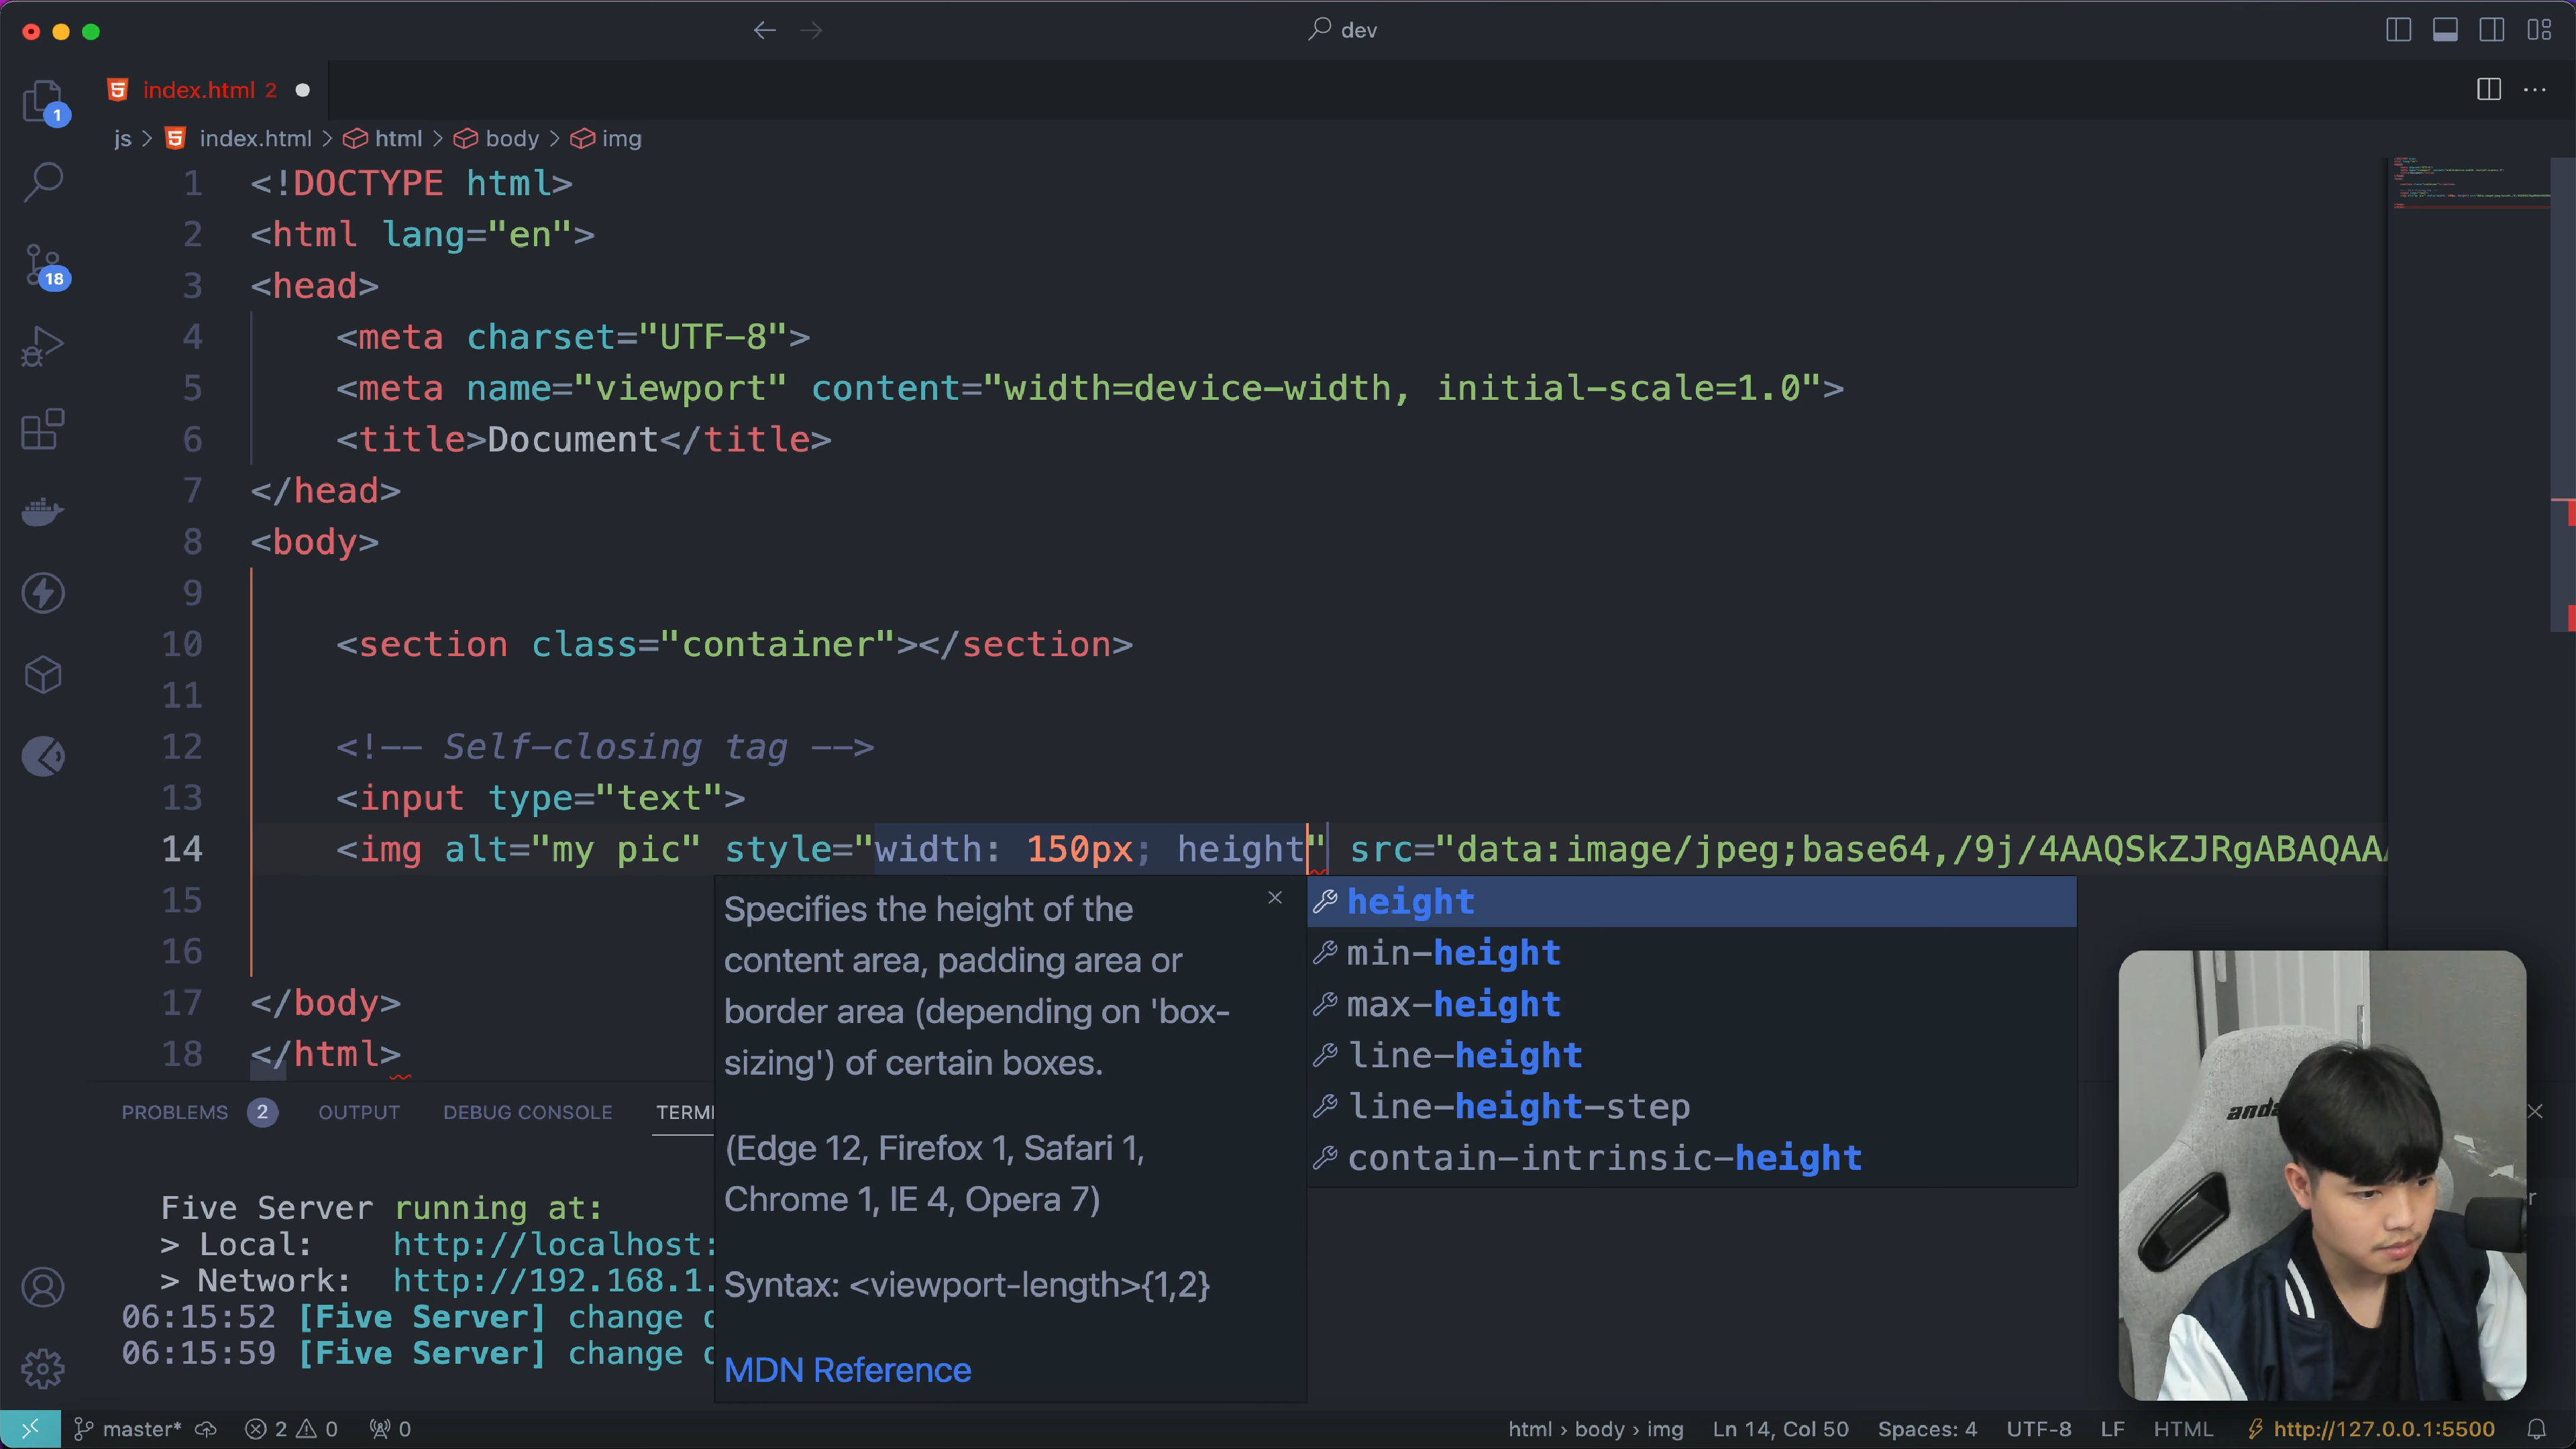 dev
index.html 2
1
js > index.html > html > body > img
1 <!DOCTYPE html>
2 <html lang="en">
18
3 <head>
4 <meta charset="UTF-8">
5 <meta name="viewport" content="width=device-width, initial-scale=1.0">
6 <title>Document</title>
7 </head>
8 <body>
9
10 <section class="container"></section>
11
12 <!-- Self-closing tag -->
13 <input type="text">
14 <img alt="my pic" style="width: 150px; height" src="data:image/jpeg;base64,/9j/4AAQSkZJRgABAQAAA
15
16
17 </body>
18 </html>
Specifies the height of the
content area, padding area or
border area (depending on 'box-
sizing') of certain boxes.
(Edge 12, Firefox 1, Safari 1,
Chrome 1, IE 4, Opera 7)
Syntax: <viewport-length>{1,2}
MDN Reference
height
min-height
max-height
line-height
line-height-step
contain-intrinsic-height
PROBLEMS 2 OUTPUT DEBUG CONSOLE TERMI
Five Server running at:
> Local: http://localhost:
> Network: http://192.168.1.
06:15:52 [Five Server] change
06:15:59 [Five Server] change
master* 2 0 0 html > body > img Ln 14, Col 50 Spaces: 4 UTF-8 LF HTML http://127.0.0.1:5500